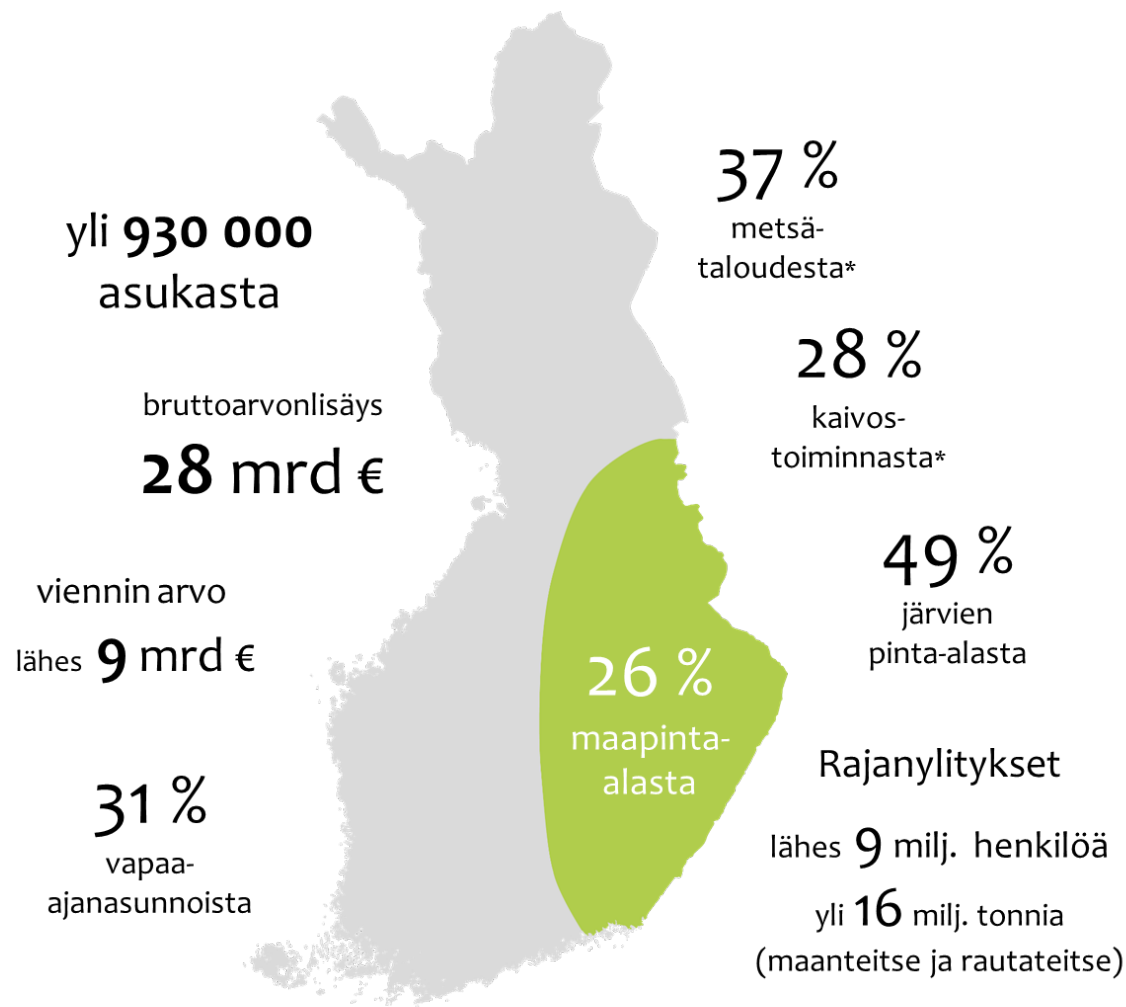 yli 930 000
asukasta
bruttoarvonlisäys
28 mrd €
viennin arvo
lähes 9 mrd €
31 %
vapaa-
ajanasunnoista
26 %
maapinta-
alasta
37 %
metsä-
taloudesta*
28 %
kaivos-
toiminnasta*
49 %
järvien
pinta-alasta
Rajanylitykset
lähes 9 milj. henkilöä
yli 16 milj. tonnia
(maanteitse ja rautateitse)